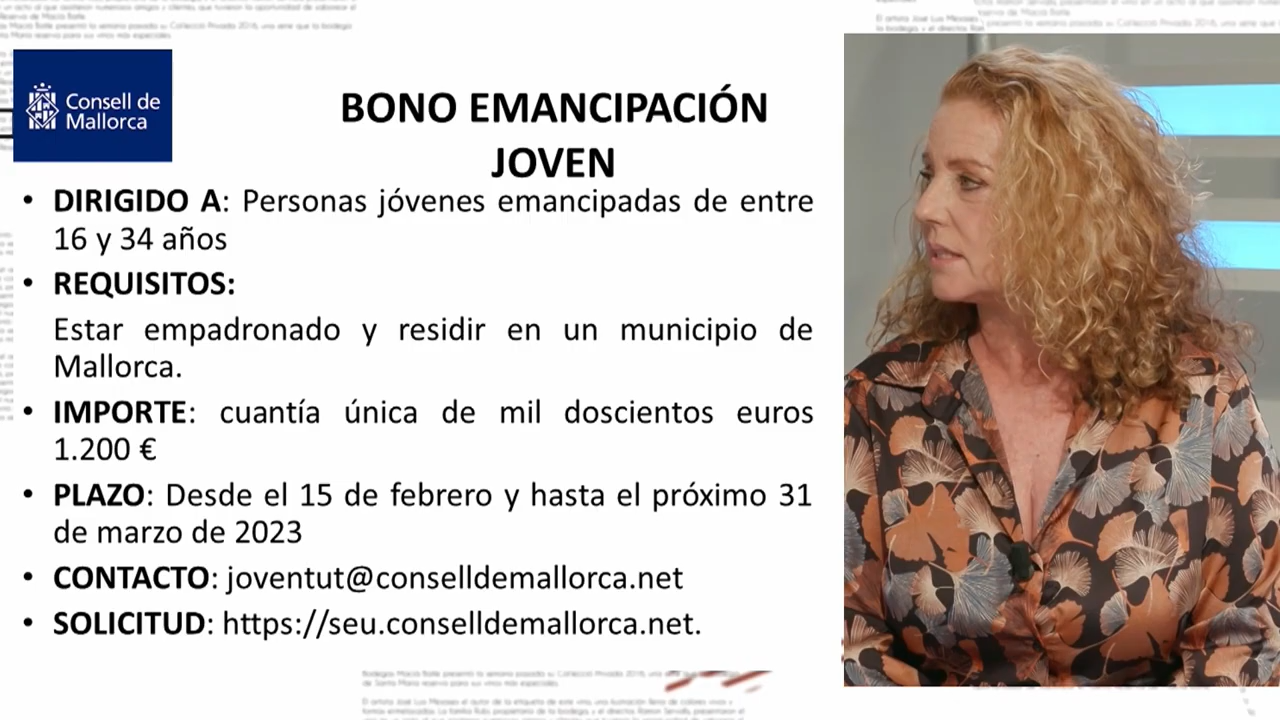 Consell de
Mallorca
BONO EMANCIPACIÓN
JOVEN
• DIRIGIDO A: Personas jóvenes emancipadas de entre
16 y 34 años
• REQUISITOS:
Estar empadronado y residir en un municipio de
Mallorca.
• IMPORTE: cuantía única de mil doscientos euros
1.200 €
• PLAZO: Desde el 15 de febrero y hasta el próximo 31
de marzo de 2023
• CONTACTO: joventut@conselldemallorca.net
• SOLICITUD: https://seu.conselldemallorca.net.